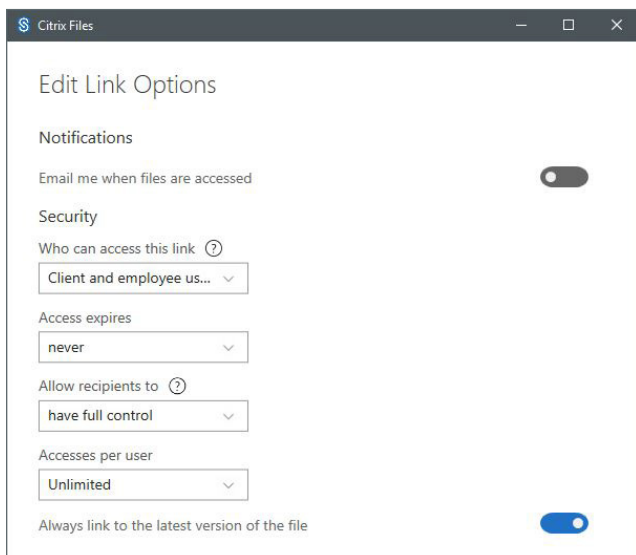 Citrix Files
Edit Link Options
Notifications
Email me when files are accessed
Security
Who can access this link ?
Client and employee us...
Access expires
never
Allow recipients to ?
have full control
Accesses per user
Unlimited
Always link to the latest version of the file